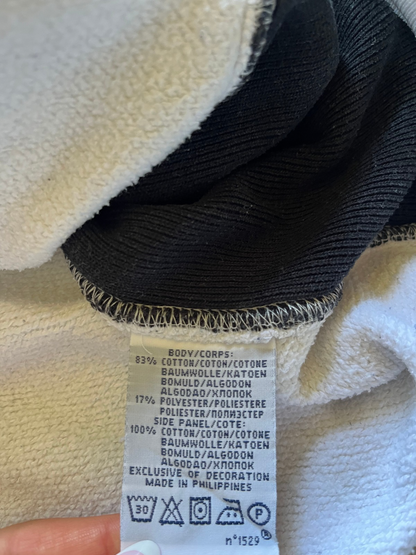 BODY/CORPS:
83% COTTON/COTON/COTONE
BAUMWOLLE/KATOEN
BOMULD/ALGODON
ALGODAO/ХЛОПОК
17% POLYESTER/POLIESTERE
POLIESTER/ПОЛИЭСТЕР
SIDE PANEL/COTE:
100% COTTON/COTON/COTONE
BAUMWOLLE/KATOEN
BOMULD/ALGODON
ALGODAO/ХЛОПОК
EXCLUSIVE OF DECORATION
MADE IN PHILIPPINES
30 P
n°1529 ®